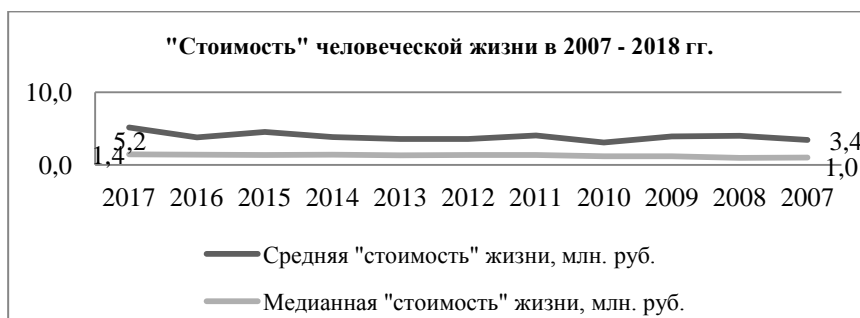 "Стоимость" человеческой жизни в 2007 - 2018 гг.
10,0
5,2
3,4
1,4
0,0
1,0
2017 2016 2015 2014 2013 2012 2011 2010 2009 2008 2007
Средняя "стоимость" жизни, млн. руб.
Медианная "стоимость" жизни, млн. руб.